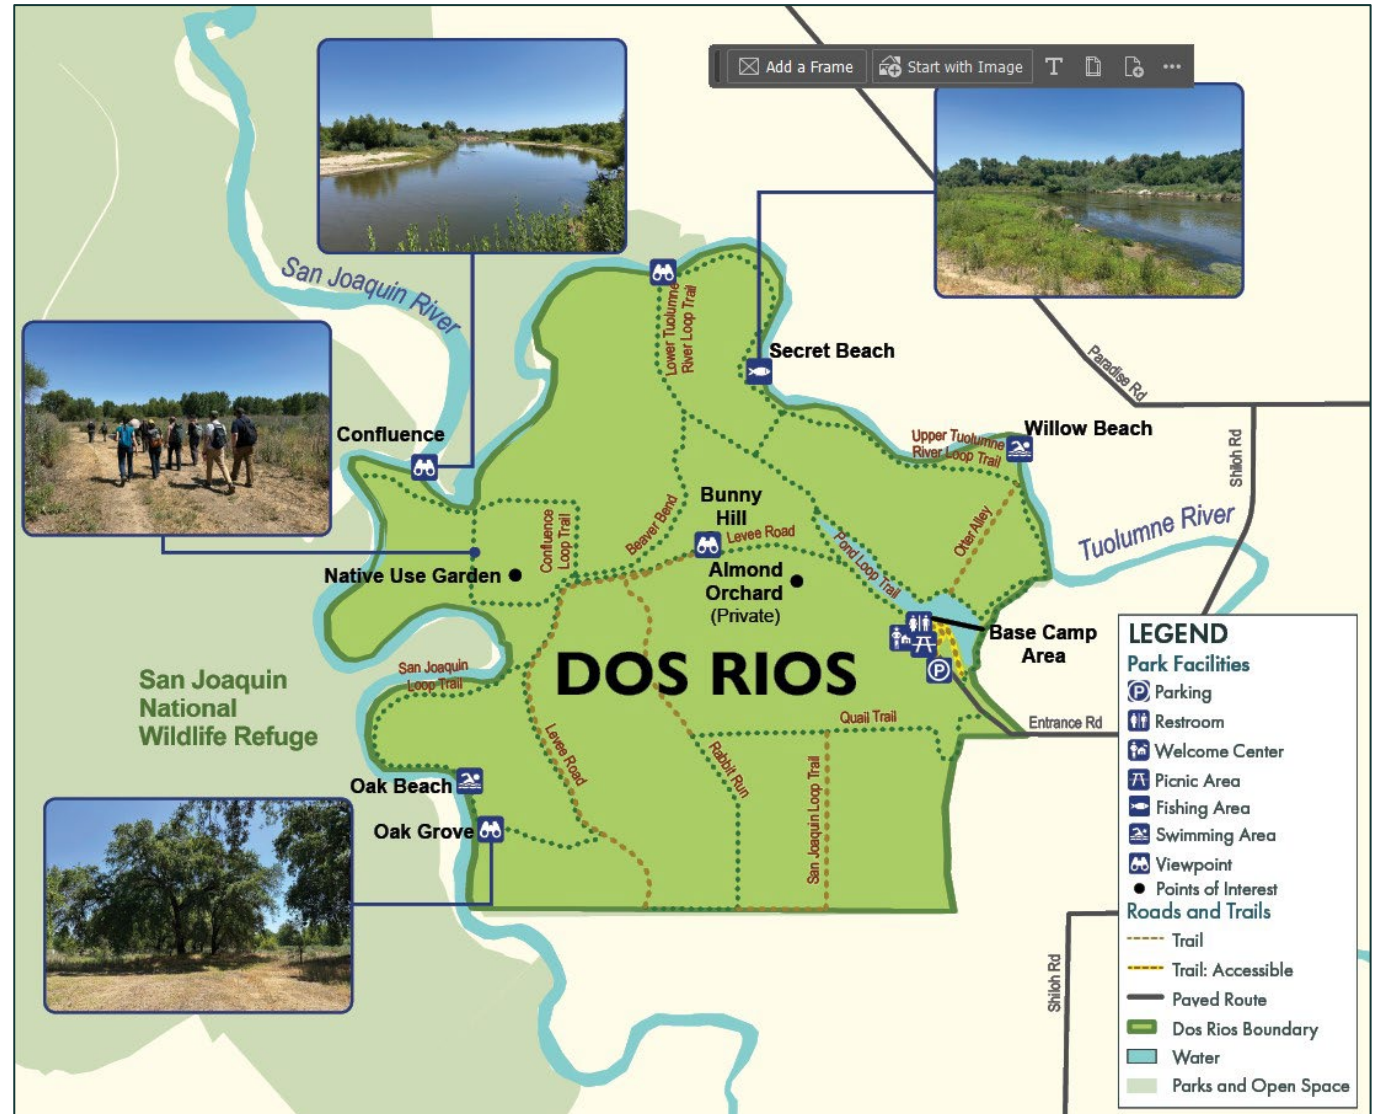 Add a Frame
Start with Image
T
San Joaquin River
Secret Beach
Paradise Rd
Lower Tuolumne
River Loop Trail
Confluence
Willow Beach
Upper Tuolumne
River Loop Trail
Shiloh Rd
Bunny
Hill
Beaver Bend
Levee Road
Otter Alley
Tuolumne River
Confluence
Loop Trail
Pond Loop Trail
Native Use Garden
Almond
Orchard
(Private)
Base Camp
Area
DOS RIOS
San Joaquin
Loop Trail
San Joaquin
National
Wildlife Refuge
Quail Trail
Entrance Rd
Levee Road
Rabbit Run
San Joaquin Loop Trail
Oak Beach
Oak Grove
Shiloh Rd
LEGEND
Park Facilities
P Parking
Restroom
Welcome Center
Picnic Area
Fishing Area
Swimming Area
Viewpoint
Points of Interest
Roads and Trails
Trail
Trail: Accessible
Paved Route
Dos Rios Boundary
Water
Parks and Open Space
P